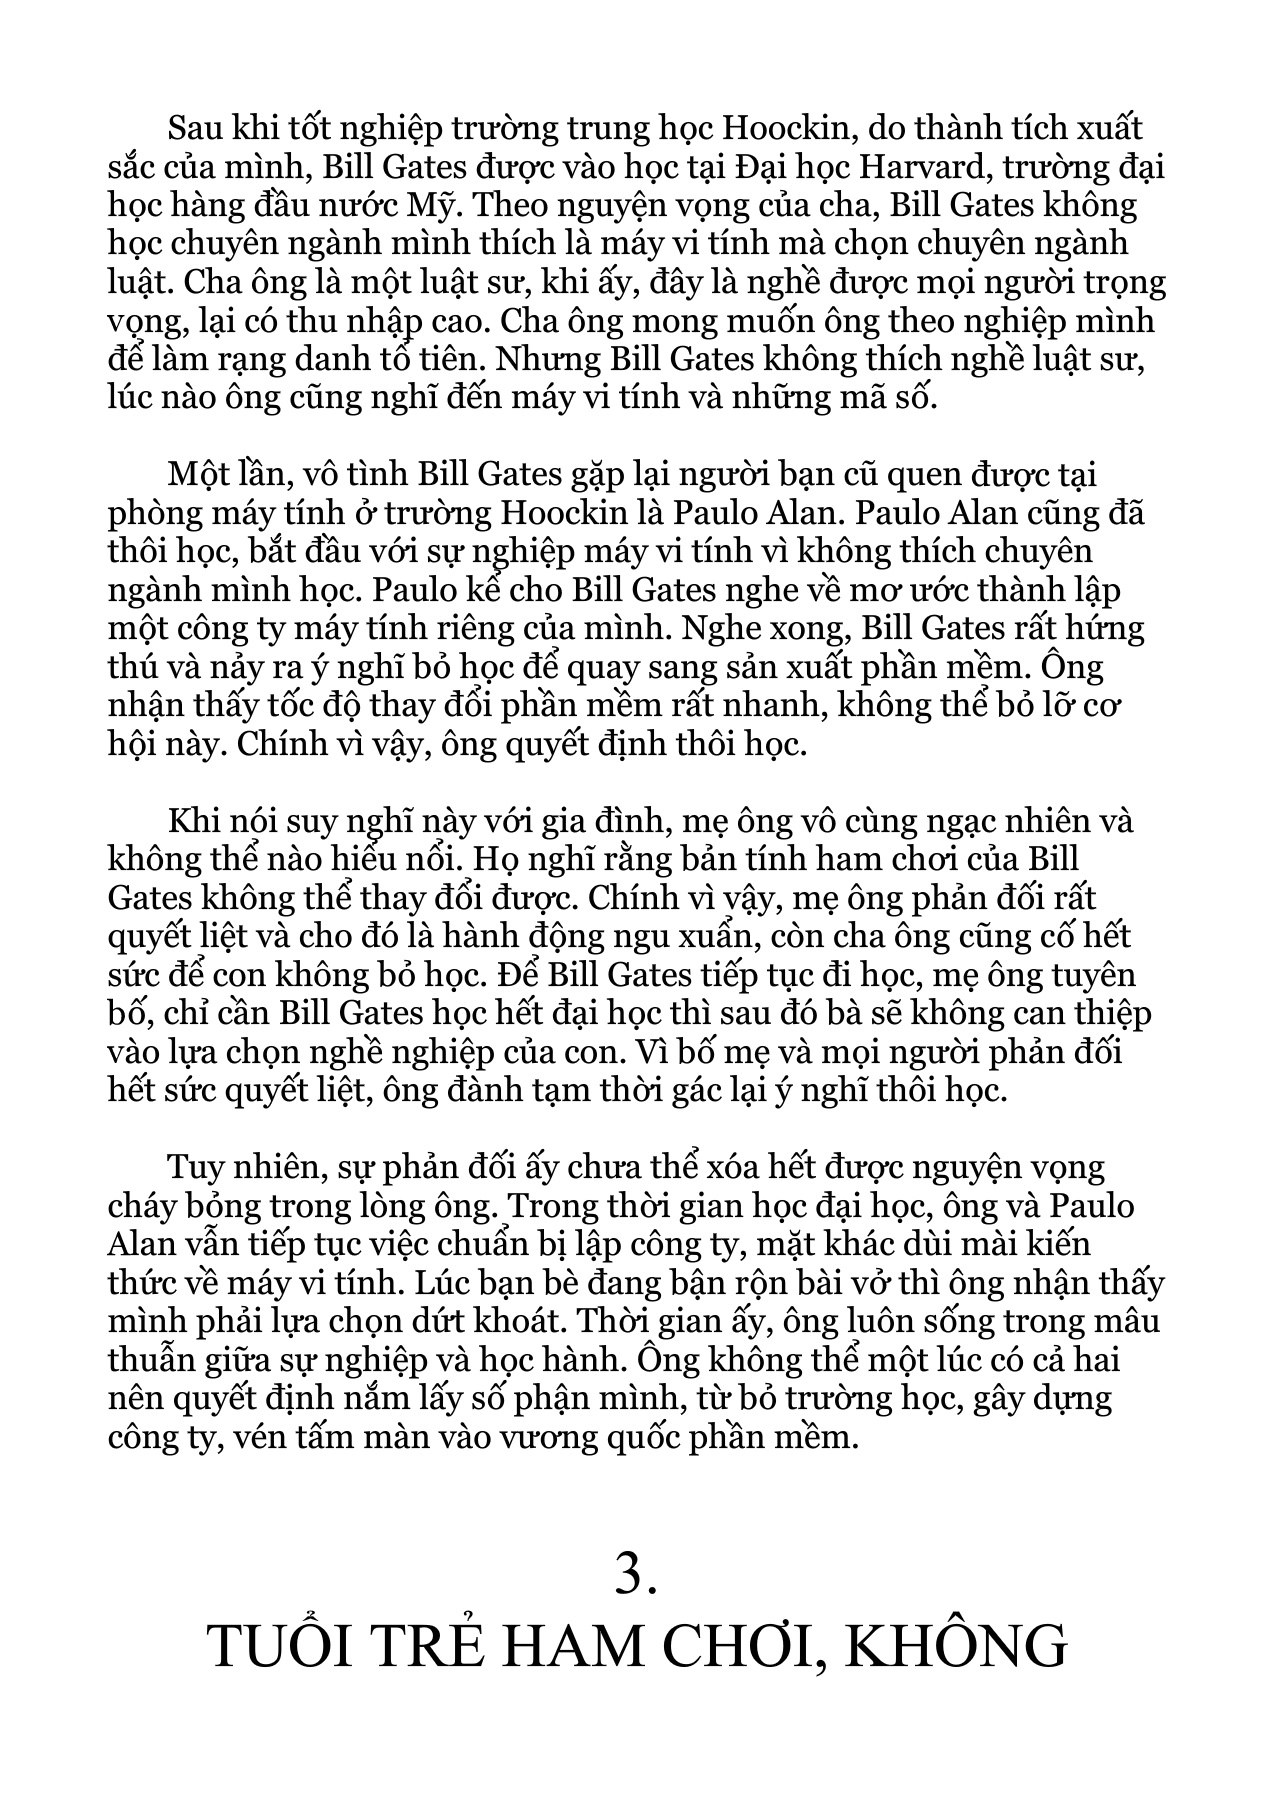 Sau khi tốt nghiệp trường trung học Hoockin, do thành tích xuất
sắc của mình, Bill Gates được vào học tại Đại học Harvard, trường đại
học hàng đầu nước Mỹ. Theo nguyện vọng của cha, Bill Gates không
học chuyên ngành mình thích là máy vi tính mà chọn chuyên ngành
luật. Cha ông là một luật sư, khi ấy, đây là nghề được mọi người trọng
vọng, lại có thu nhập cao. Cha ông mong muốn ông theo nghiệp mình
để làm rạng danh tổ tiên. Nhưng Bill Gates không thích nghề luật sư,
lúc nào ông cũng nghĩ đến máy vi tính và những mã số.
Một lần, vô tình Bill Gates gặp lại người bạn cũ quen được tại
phòng máy tính ở trường Hoockin là Paulo Alan. Paulo Alan cũng đã
thôi học, bắt đầu với sự nghiệp máy vi tính vì không thích chuyên
ngành mình học. Paulo kể cho Bill Gates nghe về mơ ước thành lập
một công ty máy tính riêng của mình. Nghe xong, Bill Gates rất hứng
thú và nảy ra ý nghĩ bỏ học để quay sang sản xuất phần mềm. Ông
nhận thấy tốc độ thay đổi phần mềm rất nhanh, không thể bỏ lỡ cơ
hội này. Chính vì vậy, ông quyết định thôi học.
Khi nói suy nghĩ này với gia đình, mẹ ông vô cùng ngạc nhiên và
không thể nào hiểu nổi. Họ nghĩ rằng bản tính ham chơi của Bill
Gates không thể thay đổi được. Chính vì vậy, mẹ ông phản đối rất
quyết liệt và cho đó là hành động ngu xuẩn, còn cha ông cũng cố hết
sức để con không bỏ học. Để Bill Gates tiếp tục đi học, mẹ ông tuyên
bố, chỉ cần Bill Gates học hết đại học thì sau đó bà sẽ không can thiệp
vào lựa chọn nghề nghiệp của con. Vì bố mẹ và mọi người phản đối
hết sức quyết liệt, ông đành tạm thời gác lại ý nghĩ thôi học.
Tuy nhiên, sự phản đối ấy chưa thể xóa hết được nguyện vọng
cháy bỏng trong lòng ông. Trong thời gian học đại học, ông và Paulo
Alan vẫn tiếp tục việc chuẩn bị lập công ty, mặt khác dùi mài kiến
thức về máy vi tính. Lúc bạn bè đang bận rộn bài vở thì ông nhận thấy
mình phải lựa chọn dứt khoát. Thời gian ấy, ông luôn sống trong mâu
thuẫn giữa sự nghiệp và học hành. Ông không thể một lúc có cả hai
nên quyết định nắm lấy số phận mình, từ bỏ trường học, gây dựng
công ty, vén tấm màn vào vương quốc phần mềm.
3.
TUỔI TRẺ HAM CHƠI, KHÔNG